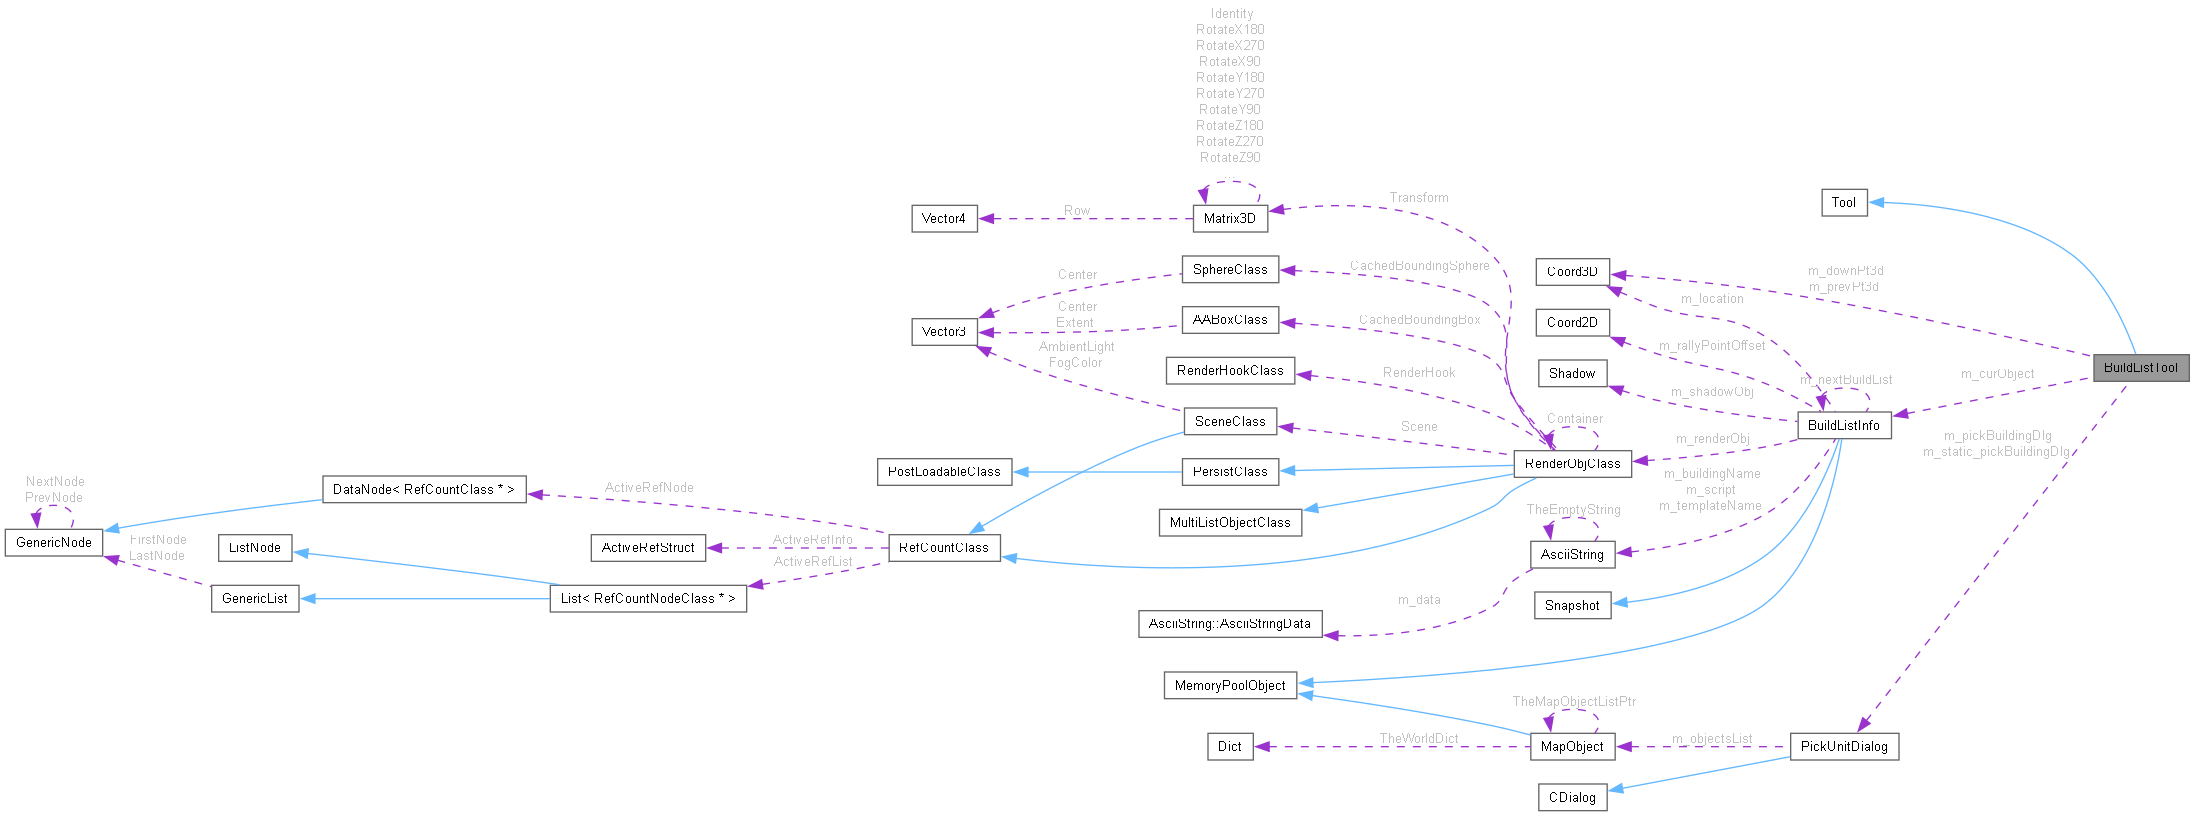 Identity
RotateX180
RotateX270
RotateX90
RotateY180
RotateY270
RotateY90
RotateZ180
RotateZ270
RotateZ90
...
Transform
Tool
Vector4
Row
Matrix3D
SphereClass
CachedBoundingSphere
Coord3D
m_downPt3d
m_prevPt3d
Center
m_location
Vector3
Center
Extent
AABoxClass
CachedBoundingBox
Coord2D
m_rallyPointOffset
AmbientLight
FogColor
RenderHookClass
RenderHook
Shadow
m_shadowObj
m_nextBuildList
m_curObject
BuildListTool
SceneClass
Scene
Container
BuildListInfo
m_renderObj
m_pickBuildingDlg
m_static_pickBuildingDlg
PostLoadableClass
PersistClass
RenderObjClass
m_buildingName
m_script
m_templateName
NextNode
PrevNode
DataNode< RefCountClass * >
ActiveRefNode
MultiListObjectClass
TheEmptyString
GenericNode
FirstNode
LastNode
ListNode
ActiveRefStruct
ActiveRefInfo
ActiveRefList
RefCountClass
AsciiString
GenericList
List< RefCountNodeClass * >
m_data
Snapshot
AsciiString::AsciiStringData
MemoryPoolObject
TheMapObjectListPtr
Dict
TheWorldDict
MapObject
m_objectsList
PickUnitDialog
CDialog